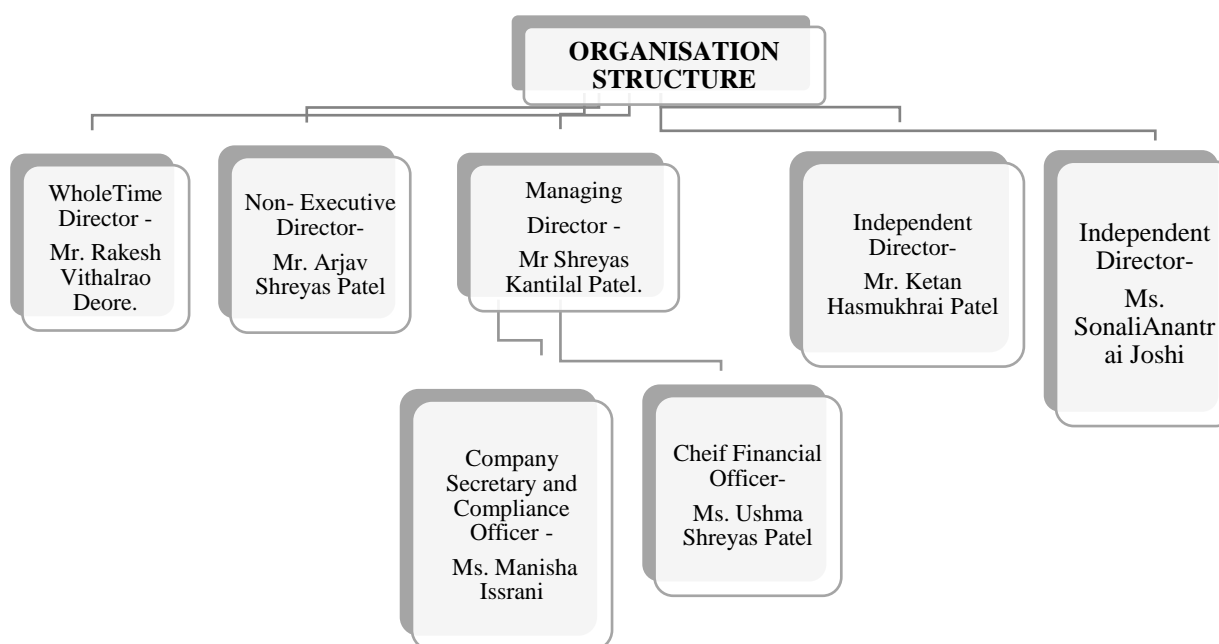 ORGANISATION
STRUCTURE
WholeTime
Director -
Mr. Rakesh
Vithalrao
Deore.
Non- Executive
Director-
Mr. Arjav
Shreyas Patel
Managing
Director -
Mr Shreyas
Kantilal Patel.
Independent
Director-
Mr. Ketan
Hasmukhrai Patel
Independent
Director-
Ms.
SonaliAnantr
ai Joshi
Company
Secretary and
Compliance
Officer -
Ms. Manisha
Issrani
Cheif Financial
Officer-
Ms. Ushma
Shreyas Patel